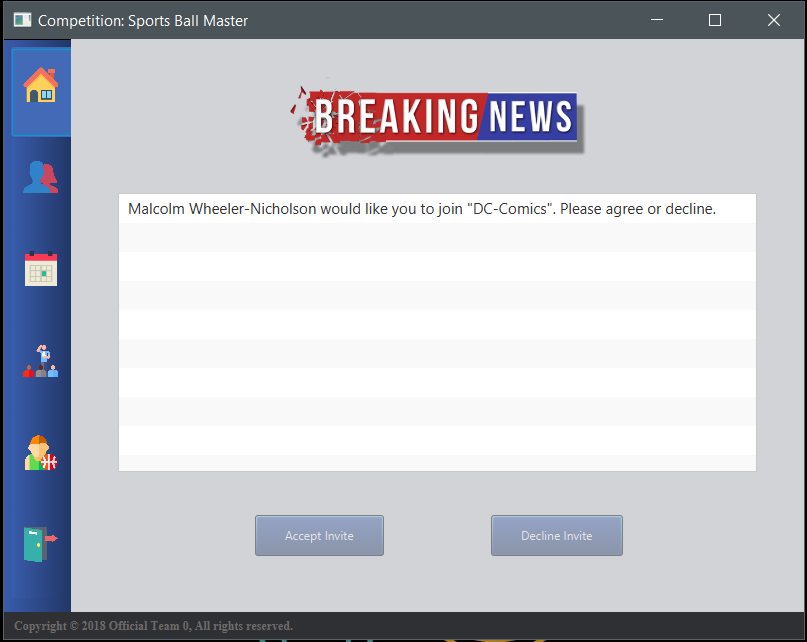 Competition: Sports Ball Master
BREAKING NEWS
Malcolm Wheeler-Nicholson would like you to join "DC-Comics". Please agree or decline.
Accept Invite
Decline Invite
Copyright © 2018 Official Team 0, All rights reserved.